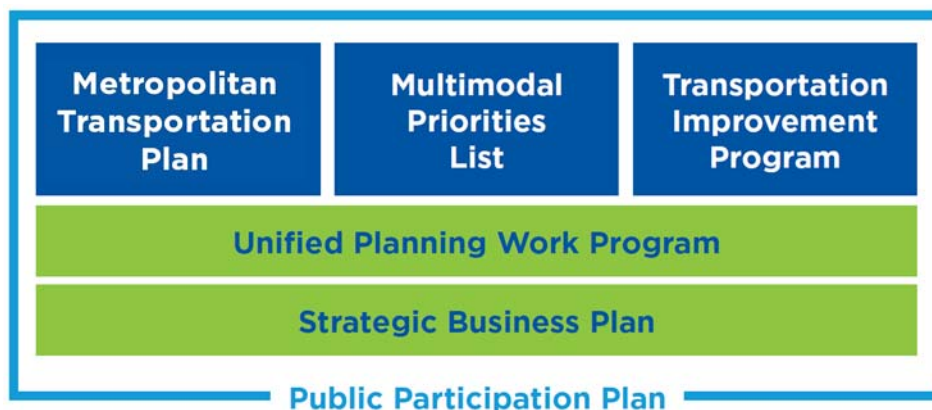 Metropolitan
Transportation
Plan
Multimodal
Priorities
List
Transportation
Improvement
Program
Unified Planning Work Program
Strategic Business Plan
Public Participation Plan